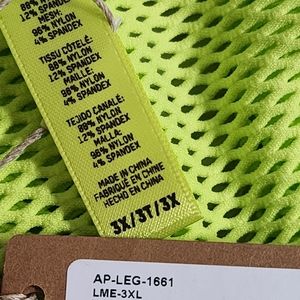 88% NYLON
12% SPANDEX
MESH:
96% NYLON
4% SPANDEX
TISSU CÔTELÉ:
88% NYLON
12% SPANDEX
MAILLE:
96% NYLON
4% SPANDEX
TEJIDO CANALÉ:
88% NYLON
12% SPANDEX
MALLA:
96% NYLON
4% SPANDEX
MADE IN CHINA
FABRIQUÉ EN CHINE
HECHO EN CHINA
3X/3T/3X
AP-LEG-1661
LME-3XL